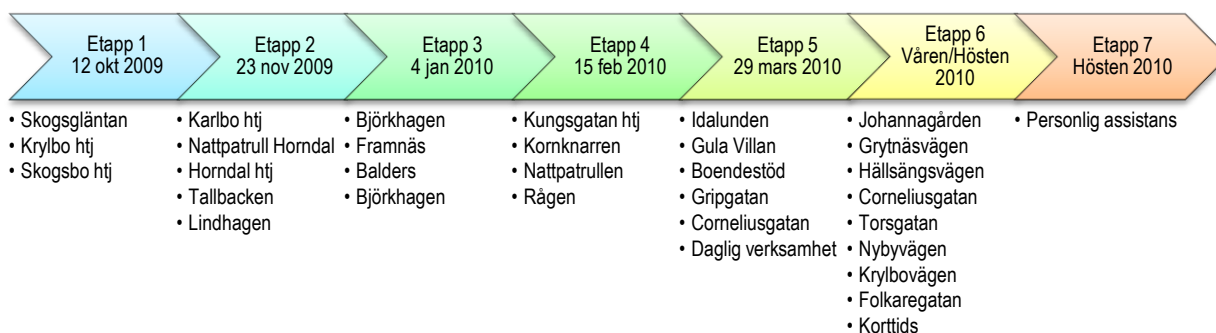 Etapp 1
12 okt 2009
Etapp 2
23 nov 2009
Etapp 3
4 jan 2010
Etapp 4
15 feb 2010
Etapp 5
29 mars 2010
Etapp 6
Våren/Hösten
2010
Etapp 7
Hösten 2010
• Skogsgläntan
• Krylbo htj
• Skogsbo htj
• Karlbo htj
• Nattpatrull Horndal
• Horndal htj
• Tallbacken
• Lindhagen
• Björkhagen
• Framnäs
• Balders
• Björkhagen
• Kungsgatan htj
• Kornknarren
• Nattpatrullen
• Rågen
• Idalunden
• Gula Villan
• Boendestöd
• Gripgatan
• Corneliusgatan
• Daglig verksamhet
• Johannagården
• Grytnäsvägen
• Hällsängsvägen
• Corneliusgatan
• Torsgatan
• Nybyvägen
• Krylbovägen
• Folkaregatan
• Korttids
• Personlig assistans